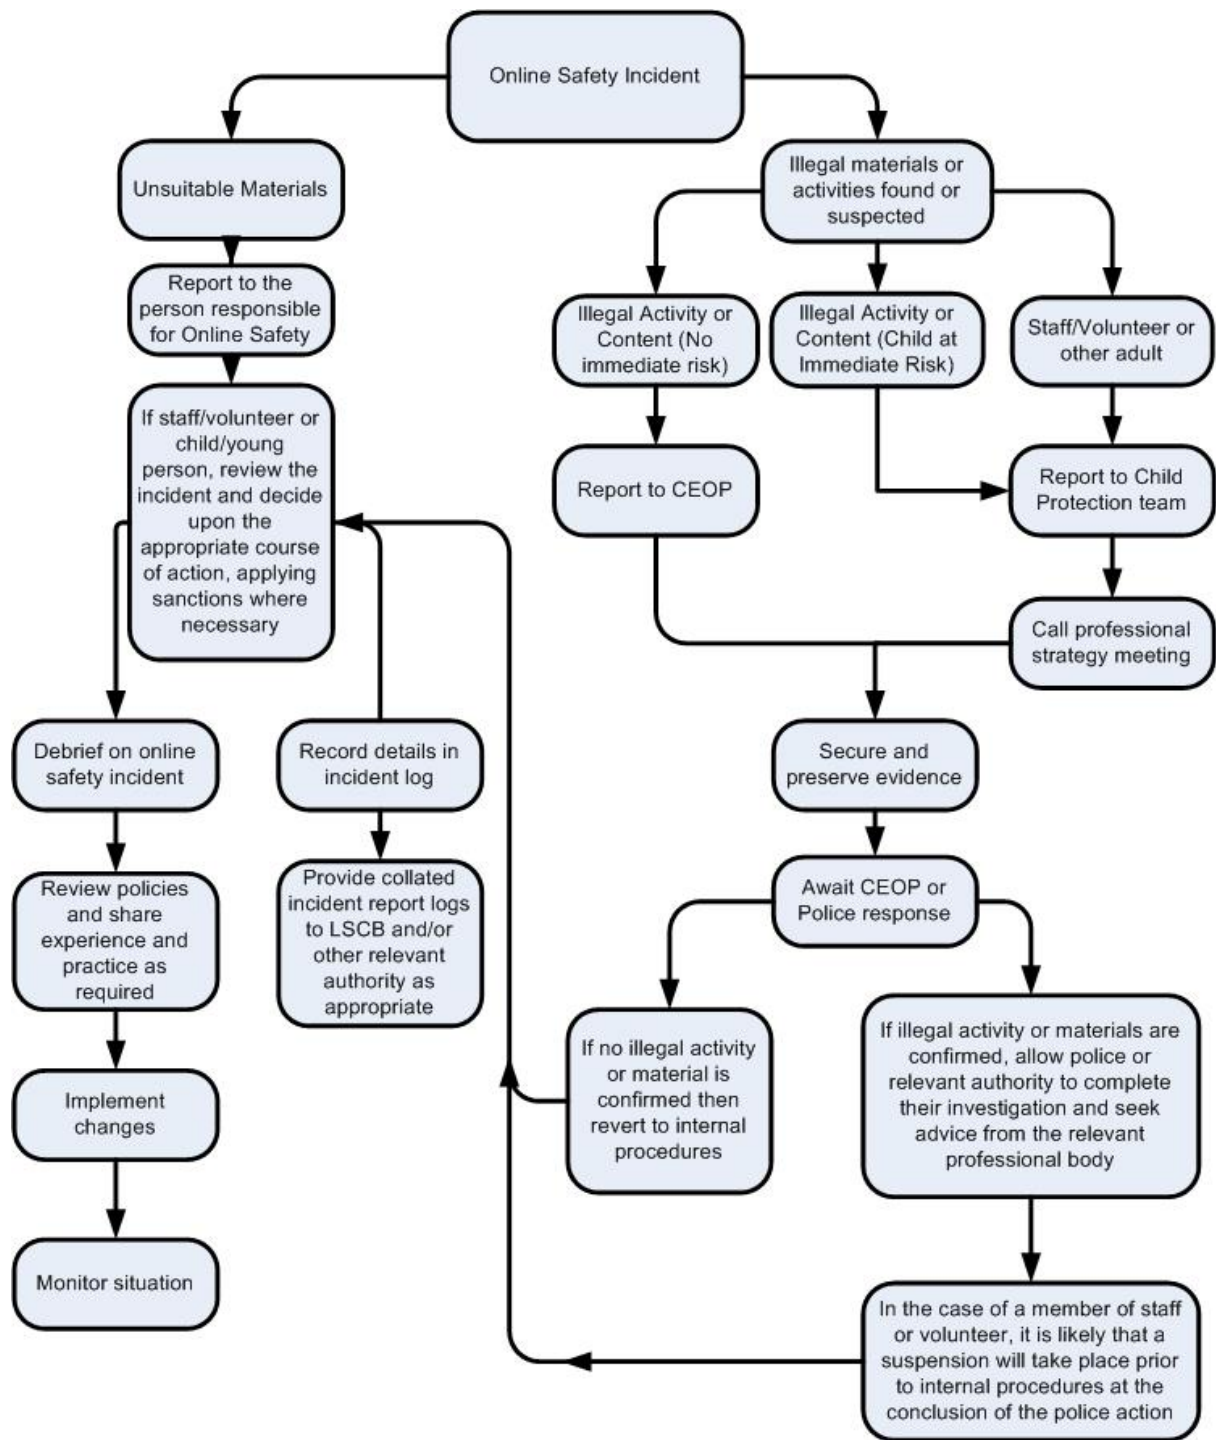 Online Safety Incident
Unsuitable Materials
Report to the
person responsible
for Online Safety
If staff/volunteer or
child/young
person, review the
incident and decide
upon the
appropriate course
of action, applying
sanctions where
necessary
Debrief on online
safety incident
Review policies
and share
experience and
practice as
required
Implement
changes
Monitor situation
Record details in
incident log
Provide collated
incident report logs
to LSCB and/or
other relevant
authority as
appropriate
Illegal materials or
activities found or
suspected
Illegal Activity or
Content (No
immediate risk)
Illegal Activity or
Content (Child at
Immediate Risk)
Staff/Volunteer or
other adult
Report to CEOP
Report to Child
Protection team
Call professional
strategy meeting
Secure and
preserve evidence
Await CEOP or
Police response
If no illegal activity
or material is
confirmed then
revert to internal
procedures
If illegal activity or materials are
confirmed, allow police or
relevant authority to complete
their investigation and seek
advice from the relevant
professional body
In the case of a member of staff
or volunteer, it is likely that a
suspension will take place prior
to internal procedures at the
conclusion of the police action